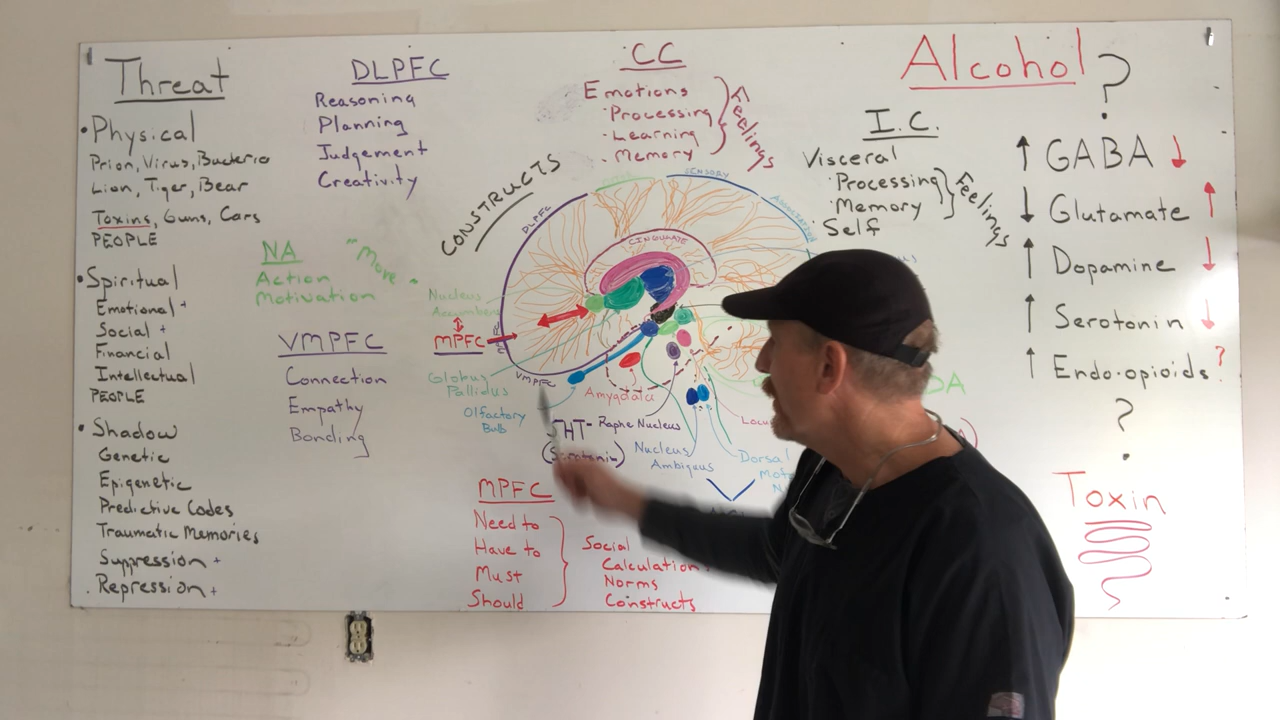 Threat
• Physical
Prion, Virus, Bacteria
Lion, Tiger, Bear
Toxins, Guns, Cars
PEOPLE
• Spiritual
Emotional +
Social +
Financial
Intellectual
PEOPLE
• Shadow
Genetic
Epigenetic
Predictive Codes
Traumatic Memories
Suppression +
Repression +
DLPFC
Reasoning
Planning
Judgement
Creativity
NA
Action
Motivation
"More"
VMPFC
Connection
Empathy
Bonding
CC
Emotions
• Processing
• Learning
• Memory
Feelings
CONSTRUCTS
DLPFC
SENSORY
CINGULATE
Nucleus
Accumbens
MPFC
Globus
Pallidus
VMPFC
Olfactory
Bulb
Amygdala
5HT- Raphe Nucleus
(Serotonin)
Nucleus
Ambiguus
Dorsal
MPFC
Need to
Have to
Must
Should
Social
Calculation
Norms
Constructs
I.C.
Visceral
• Processing
• Memory
• Self
Feelings
Alcohol ?
↑ GABA ↓
↓ Glutamate ↑
↑ Dopamine ↓
↑ Serotonin ↓
↑ Endo-opioids ?
?
Toxin